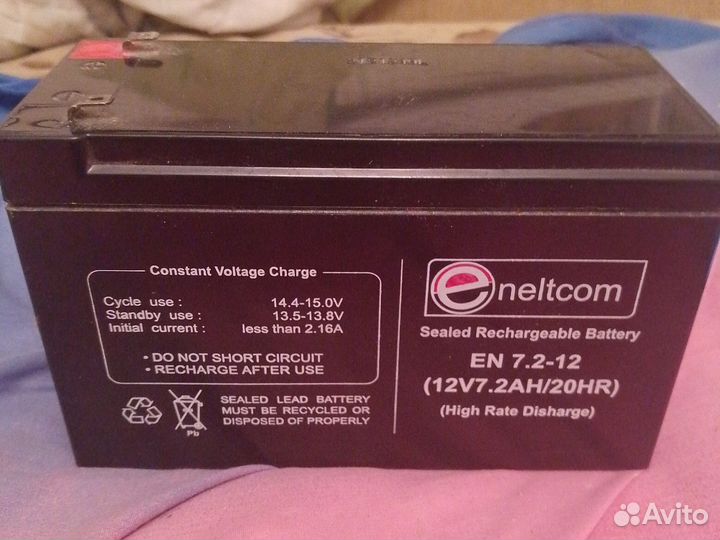 Constant Voltage Charge
Cycle use : 14.4-15.0V
Standby use : 13.5-13.8V
Initial current : less than 2.16A
• DO NOT SHORT CIRCUIT
• RECHARGE AFTER USE
SEALED LEAD BATTERY
MUST BE RECYCLED OR
DISPOSED OF PROPERLY
Pb
eneltcom
Sealed Rechargeable Battery
EN 7.2-12
(12V7.2AH/20HR)
(High Rate Disharge)
Avito